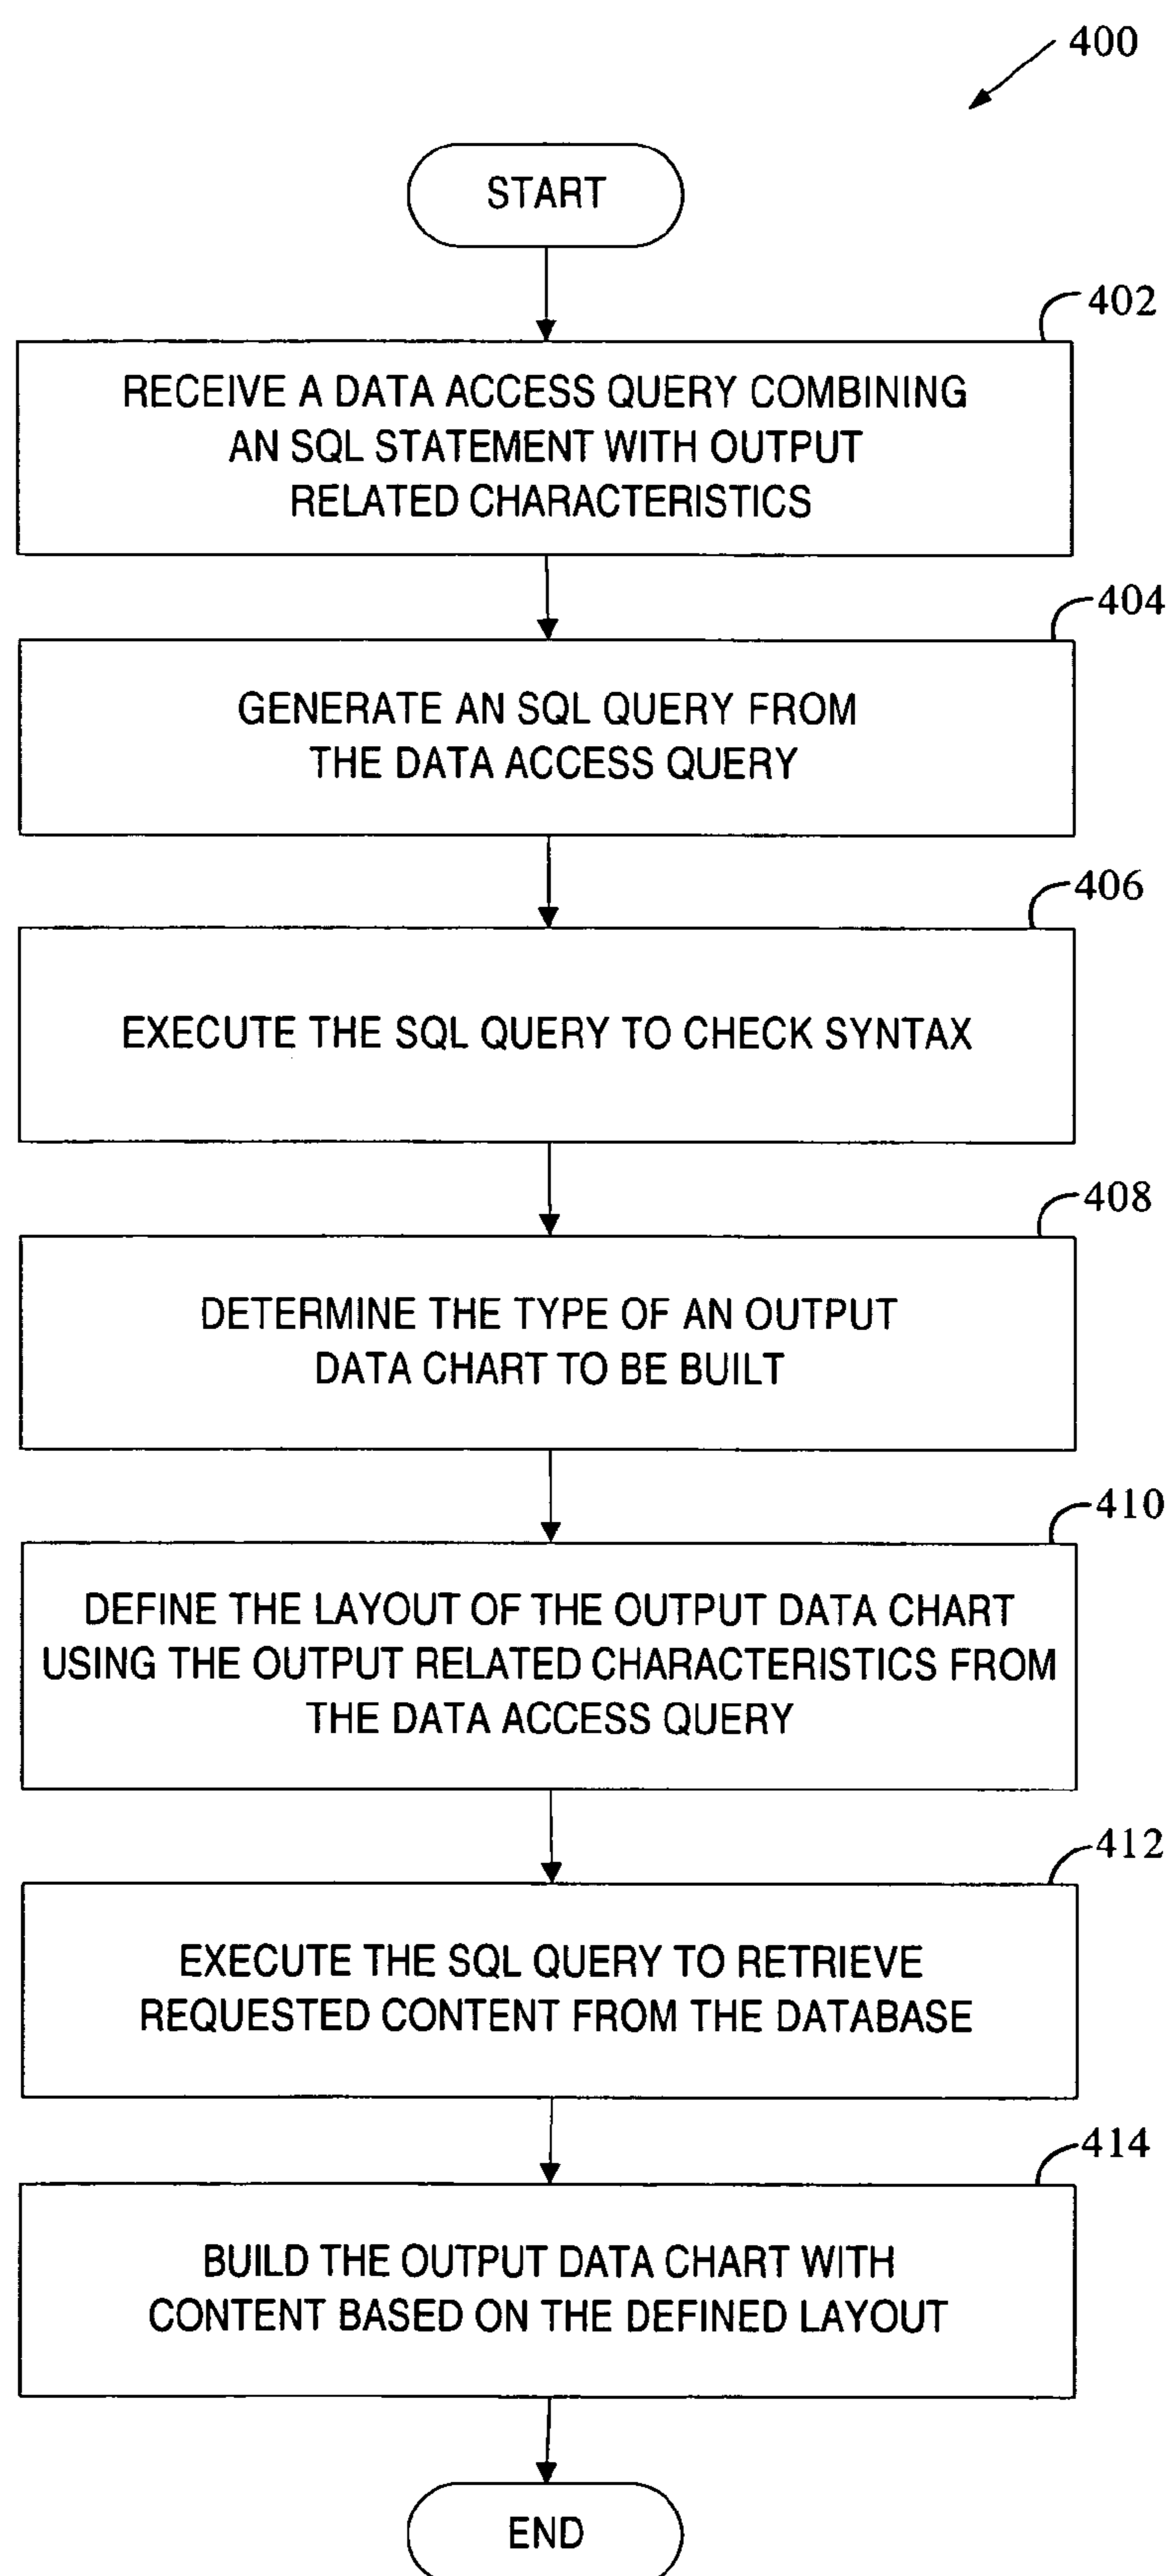 400
START
402
RECEIVE A DATA ACCESS QUERY COMBINING
AN SQL STATEMENT WITH OUTPUT
RELATED CHARACTERISTICS
404
GENERATE AN SQL QUERY FROM
THE DATA ACCESS QUERY
406
EXECUTE THE SQL QUERY TO CHECK SYNTAX
408
DETERMINE THE TYPE OF AN OUTPUT
DATA CHART TO BE BUILT
410
DEFINE THE LAYOUT OF THE OUTPUT DATA CHART
USING THE OUTPUT RELATED CHARACTERISTICS FROM
THE DATA ACCESS QUERY
412
EXECUTE THE SQL QUERY TO RETRIEVE
REQUESTED CONTENT FROM THE DATABASE
414
BUILD THE OUTPUT DATA CHART WITH
CONTENT BASED ON THE DEFINED LAYOUT
END